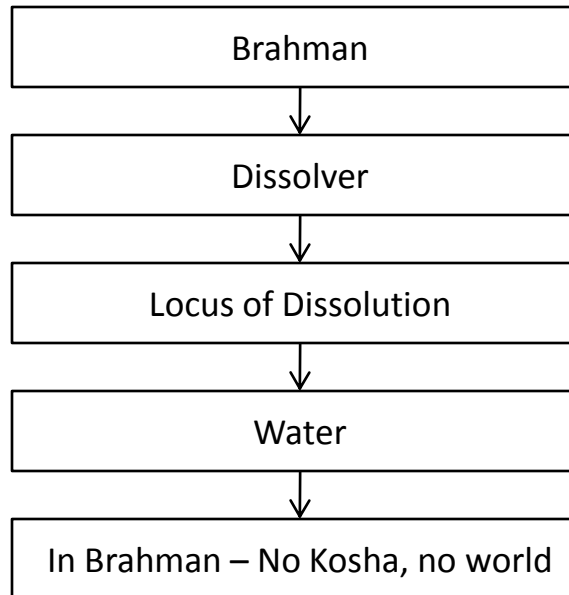 Brahman
Dissolver
Locus of Dissolution
Water
In Brahman – No Kosha, no world